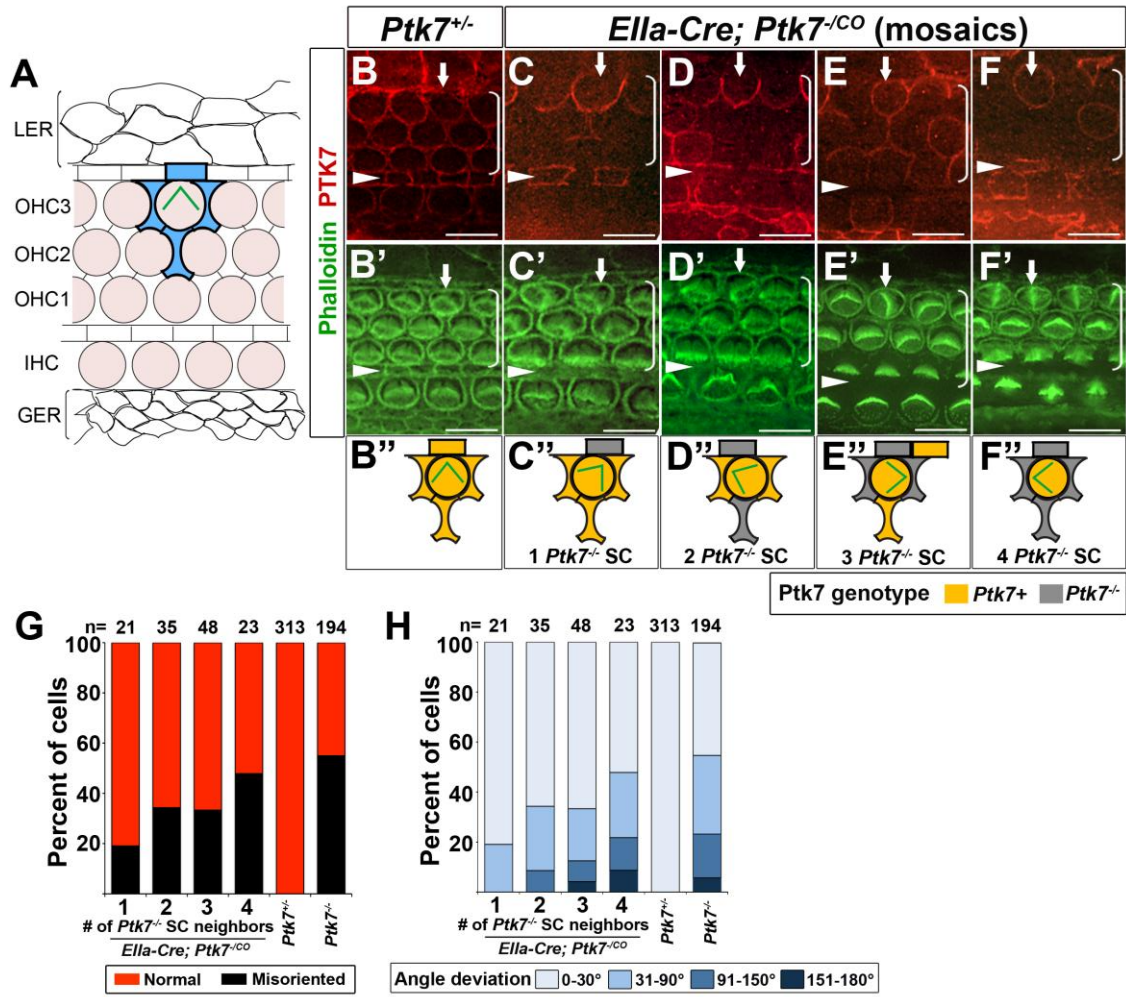 Ptk7+/-
EIIa-Cre; Ptk7-/CO (mosaics)
A
LER
OHC3
OHC2
OHC1
IHC
GER
Phalloidin PTK7
B
C
D
E
F
B'
C'
D'
E'
F'
B"
C"
D"
E"
F"
1 Ptk7-/- SC
2 Ptk7-/- SC
3 Ptk7-/- SC
4 Ptk7-/- SC
Ptk7 genotype Ptk7+ Ptk7-/-
G
n= 21 35 48 23 313 194
Percent of cells
100
80
60
40
20
1 2 3 4 Ptk7+/- Ptk7-/-
# of Ptk7-/- SC neighbors
EIIa-Cre; Ptk7-/CO
Normal Misoriented
H
n= 21 35 48 23 313 194
Percent of cells
100
80
60
40
20
1 2 3 4 Ptk7+/- Ptk7-/-
# of Ptk7-/- SC neighbors
EIIa-Cre; Ptk7-/CO
Angle deviation 0-30° 31-90° 91-150° 151-180°